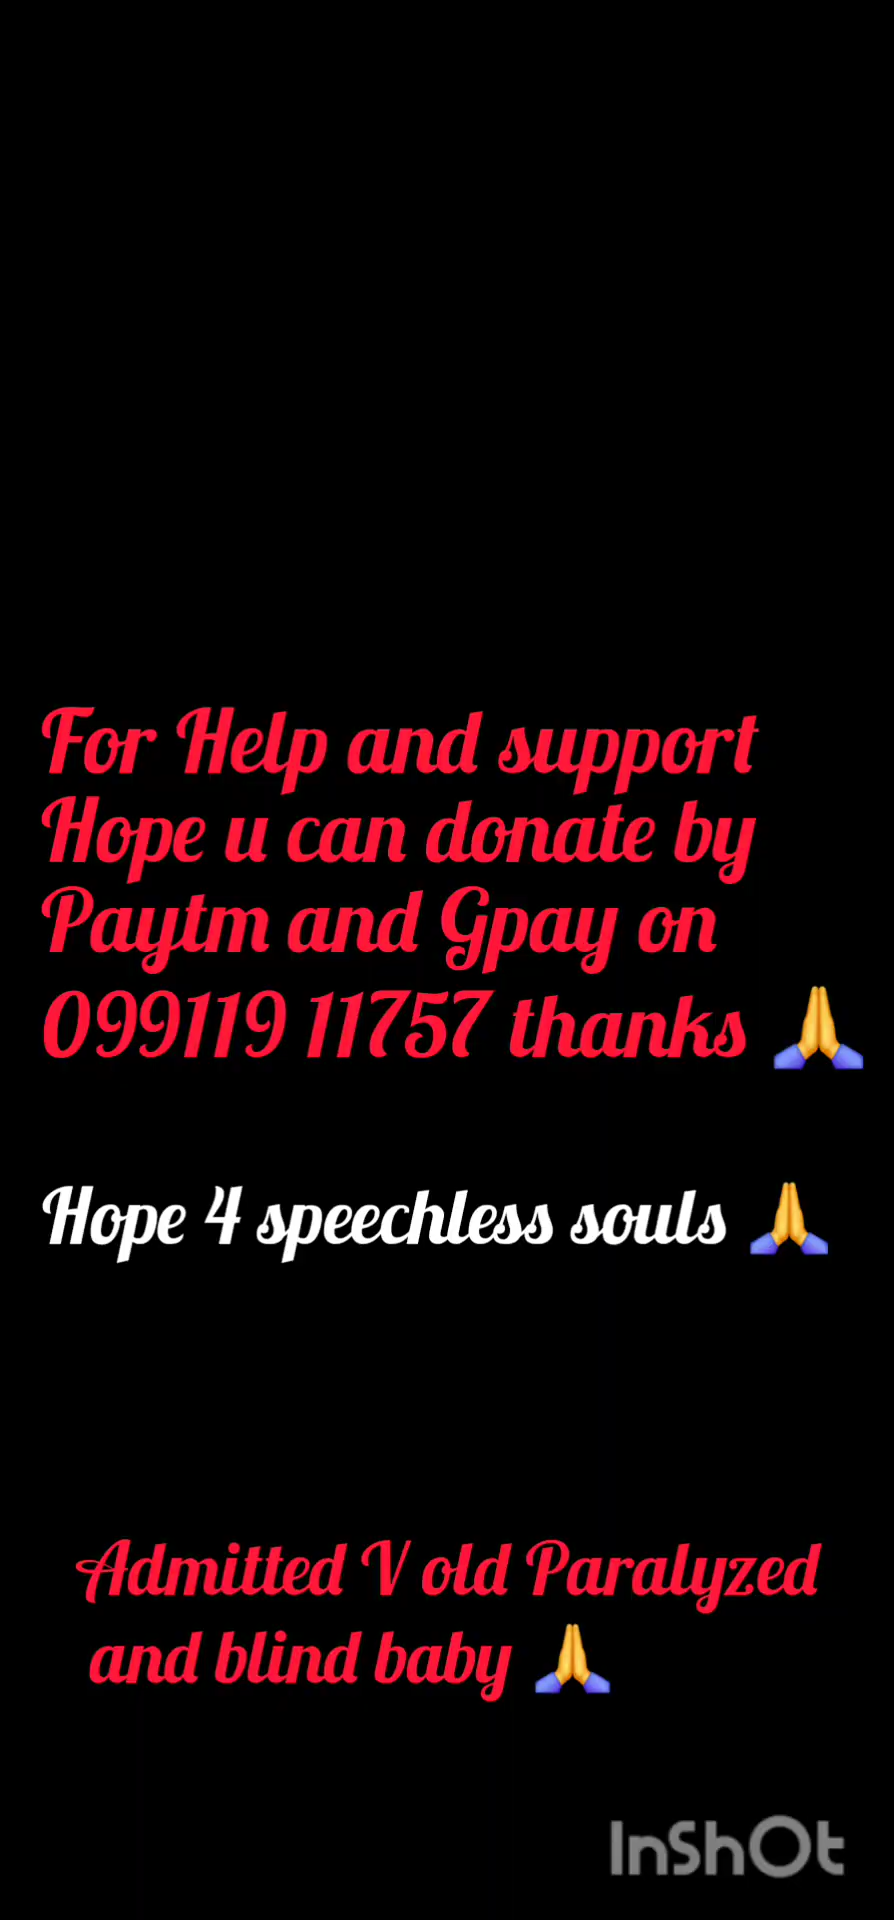 For Help and support
Hope u can donate by
Paytm and Gpay on
099119 11757 thanks 🙏
Hope 4 speechless souls 🙏
Admitted V old Paralyzed
and blind baby 🙏
InShOt